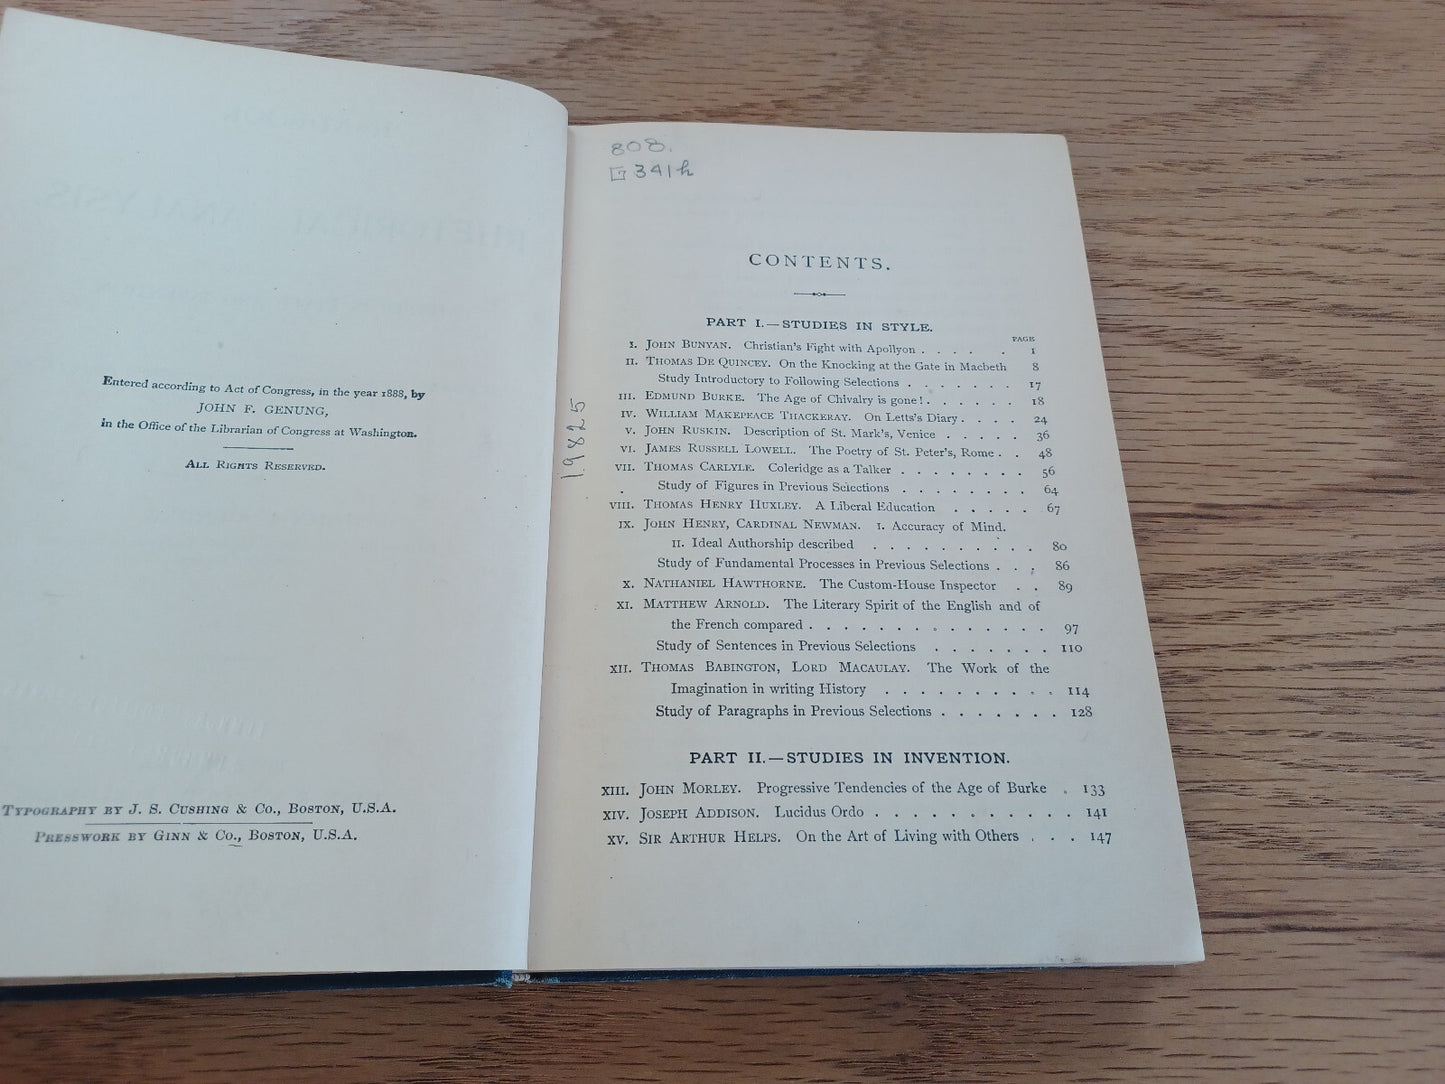 Entered according to Act of Congress, in the year 1888, by
JOHN F. GENUNG,
in the Office of the Librarian of Congress at Washington.
ALL RIGHTS RESERVED.
TYPOGRAPHY BY J. S. CUSHING & CO., BOSTON, U.S.A.
PRESSWORK BY GINN & CO., BOSTON, U.S.A.
808.
341h
19825
CONTENTS.
PART I.—STUDIES IN STYLE.
PAGE
I. JOHN BUNYAN. Christian's Fight with Apollyon . . . . . 1
II. THOMAS DE QUINCEY. On the Knocking at the Gate in Macbeth 8
Study Introductory to Following Selections . . . . . . . 17
III. EDMUND BURKE. The Age of Chivalry is gone! . . . . . . 18
IV. WILLIAM MAKEPEACE THACKERAY. On Letts's Diary . . . . 24
V. JOHN RUSKIN. Description of St. Mark's, Venice . . . . . 36
VI. JAMES RUSSELL LOWELL. The Poetry of St. Peter's, Rome . . 48
VII. THOMAS CARLYLE. Coleridge as a Talker . . . . . . . 56
Study of Figures in Previous Selections . . . . . . . . 64
VIII. THOMAS HENRY HUXLEY. A Liberal Education . . . . . 67
IX. JOHN HENRY, CARDINAL NEWMAN. I. Accuracy of Mind.
II. Ideal Authorship described . . . . . . . . . . 80
Study of Fundamental Processes in Previous Selections . . . 86
X. NATHANIEL HAWTHORNE. The Custom-House Inspector . . 89
XI. MATTHEW ARNOLD. The Literary Spirit of the English and of
the French compared . . . . . . . . . . . . . . 97
Study of Sentences in Previous Selections . . . . . . . 110
XII. THOMAS BABINGTON, LORD MACAULAY. The Work of the
Imagination in writing History . . . . . . . . . . 114
Study of Paragraphs in Previous Selections . . . . . . . 128
PART II.—STUDIES IN INVENTION.
XIII. JOHN MORLEY. Progressive Tendencies of the Age of Burke . 133
XIV. JOSEPH ADDISON. Lucidus Ordo . . . . . . . . . . . 141
XV. SIR ARTHUR HELPS. On the Art of Living with Others . . . 147